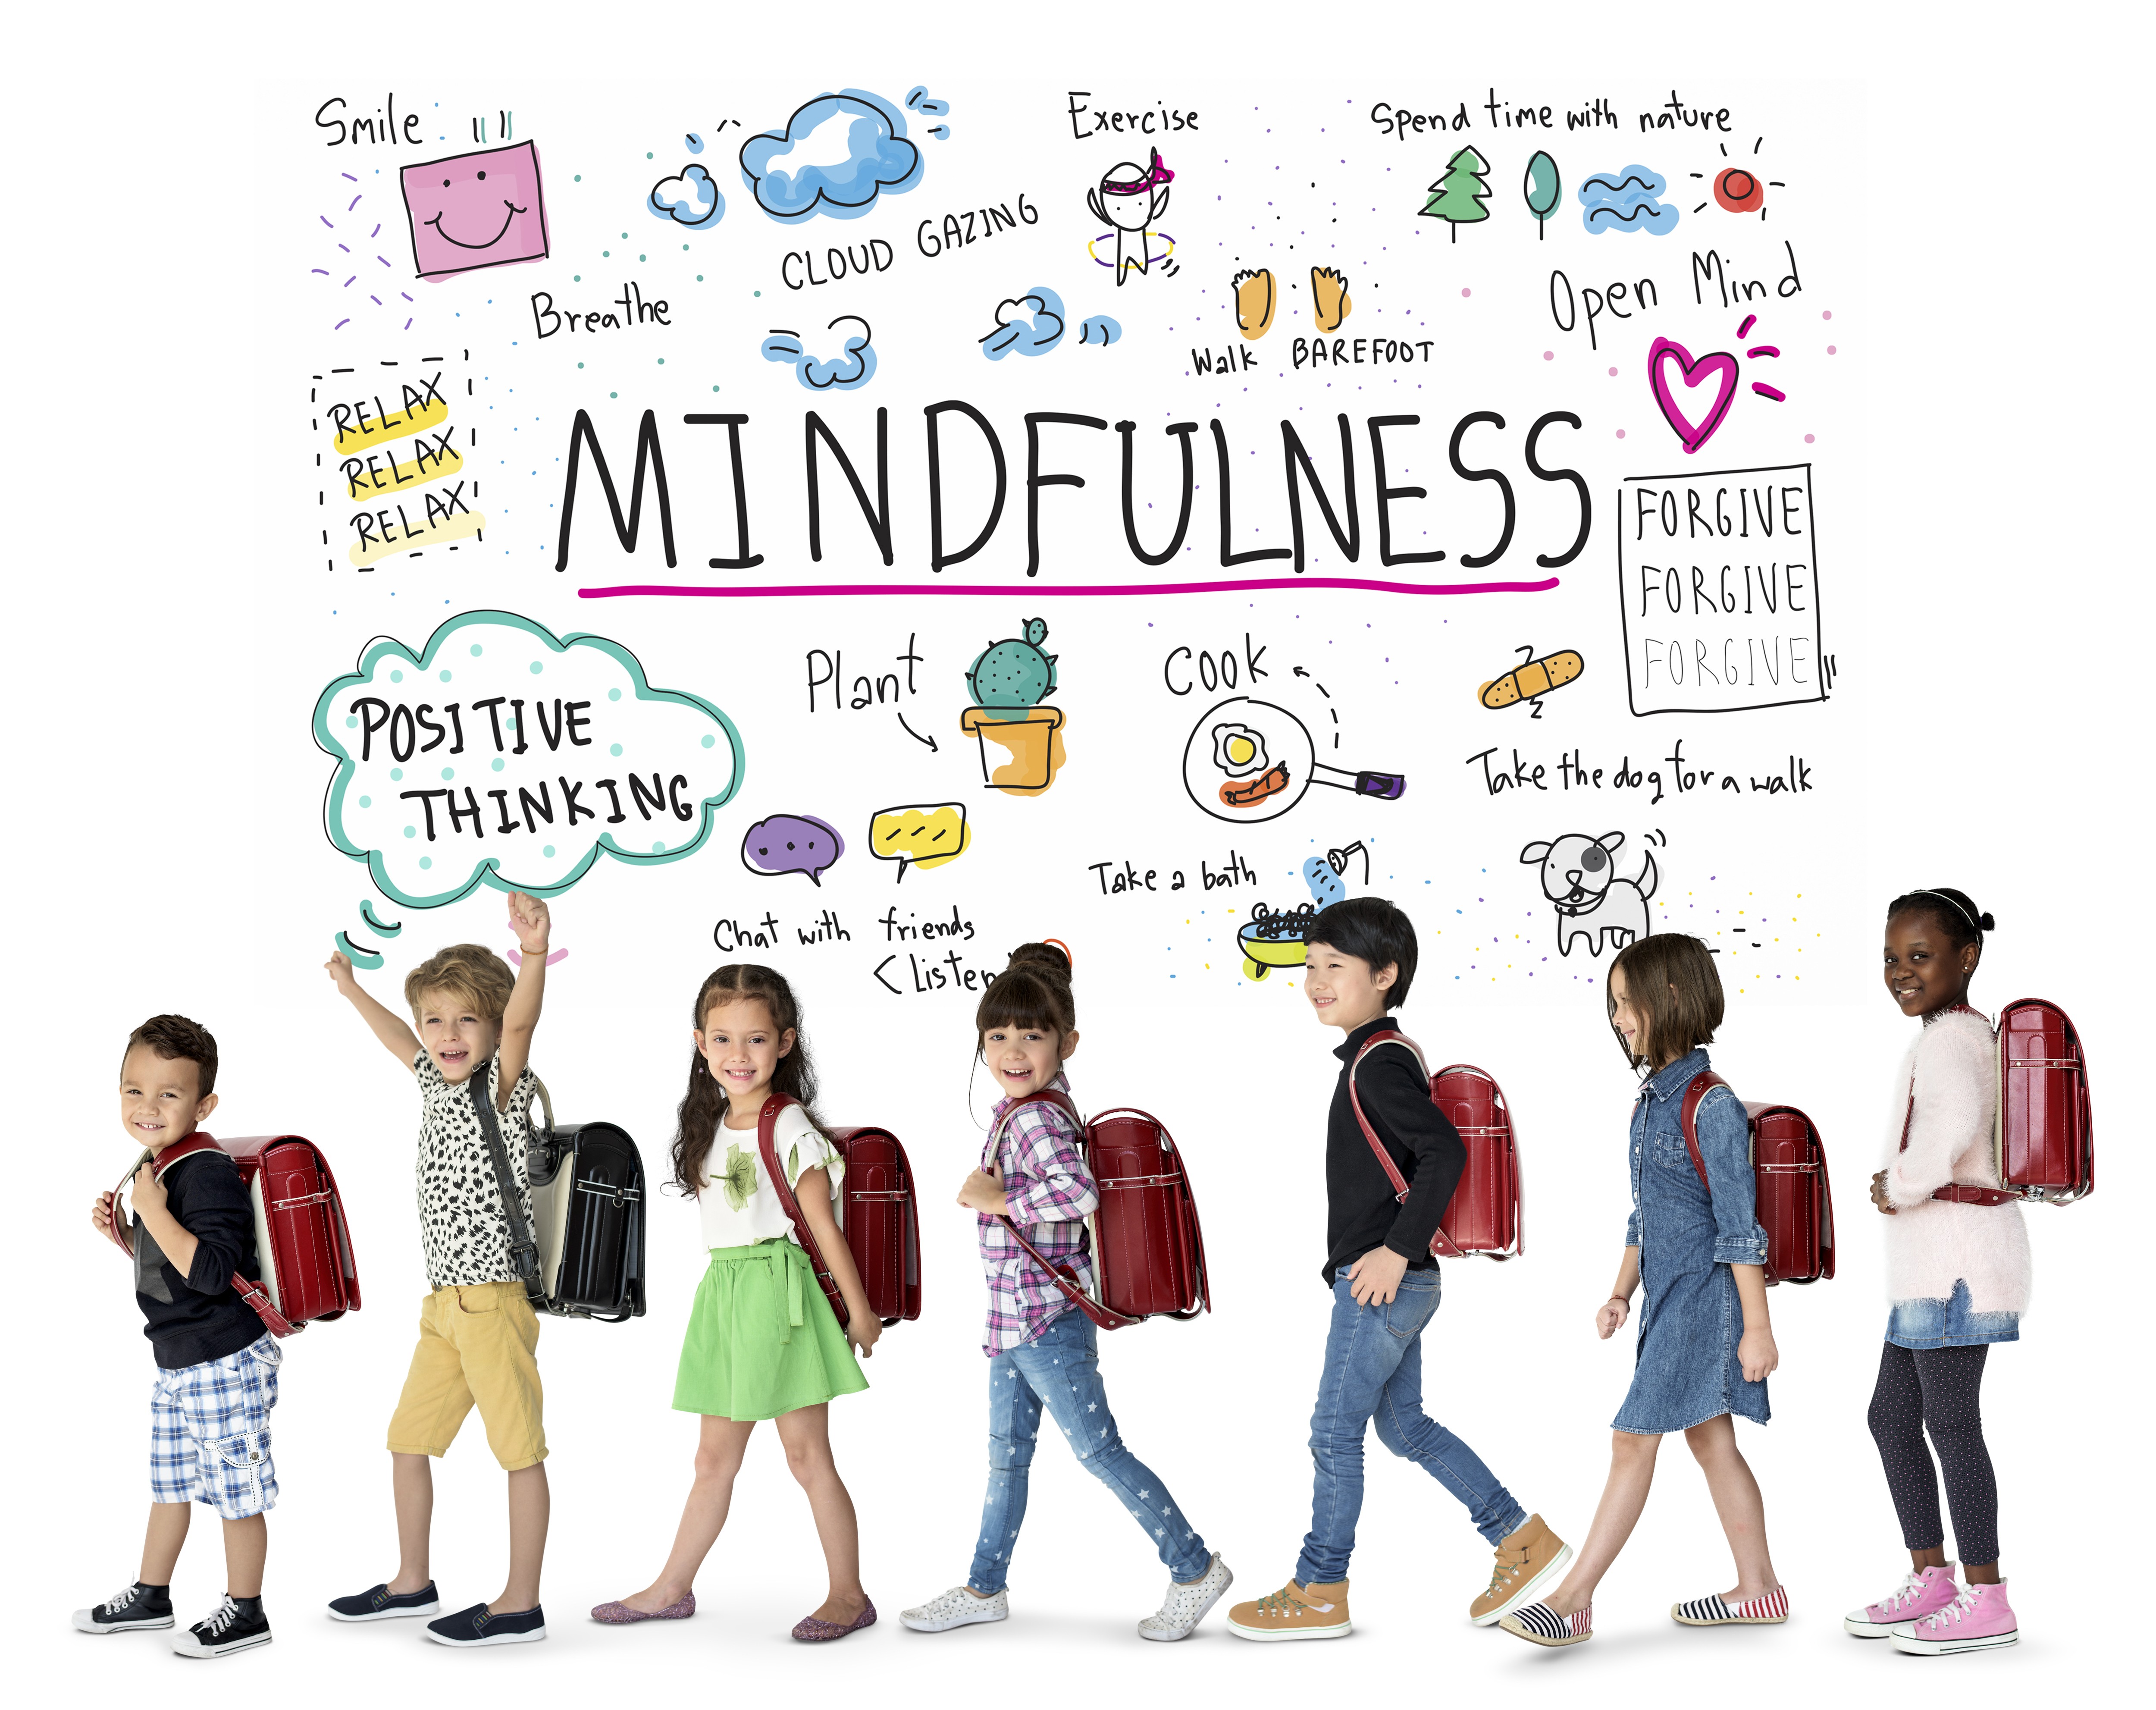 Smile
Exercise
Spend time with nature
CLOUD GAZING
Breathe
Open Mind
Walk BAREFOOT
RELAX
RELAX
RELAX
MINDFULNESS
FORGIVE
FORGIVE
FORGIVE
POSITIVE
THINKING
Plant
COOK
Take the dog for a walk
Take a bath
Chat with friends
<Listen